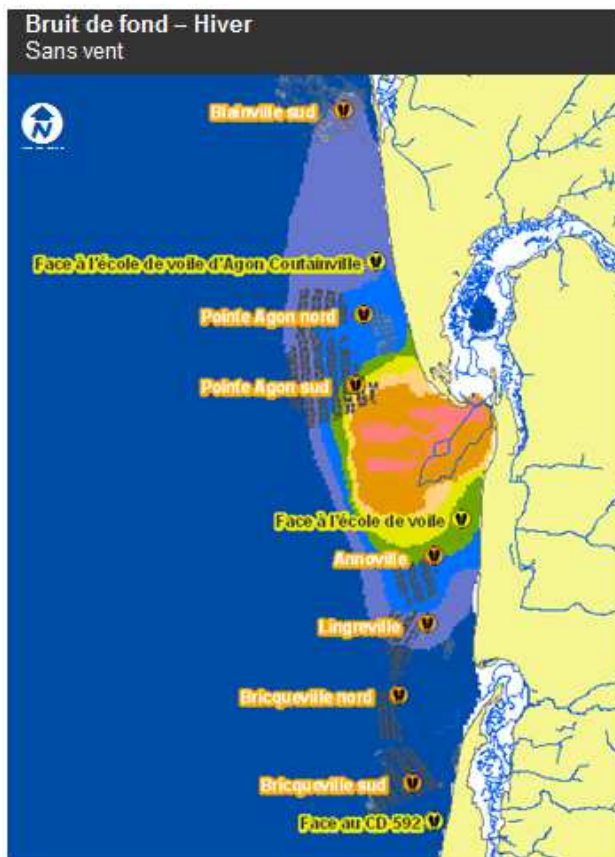 Bruit de fond – Hiver
Sans vent
N
Blainville sud
Face à l'école de voile d'Agon Coutainville
Pointe Agon nord
Pointe Agon sud
Face à l'école de voile
Annoville
Lingreville
Bricqueville nord
Bricqueville sud
Face au CD 592